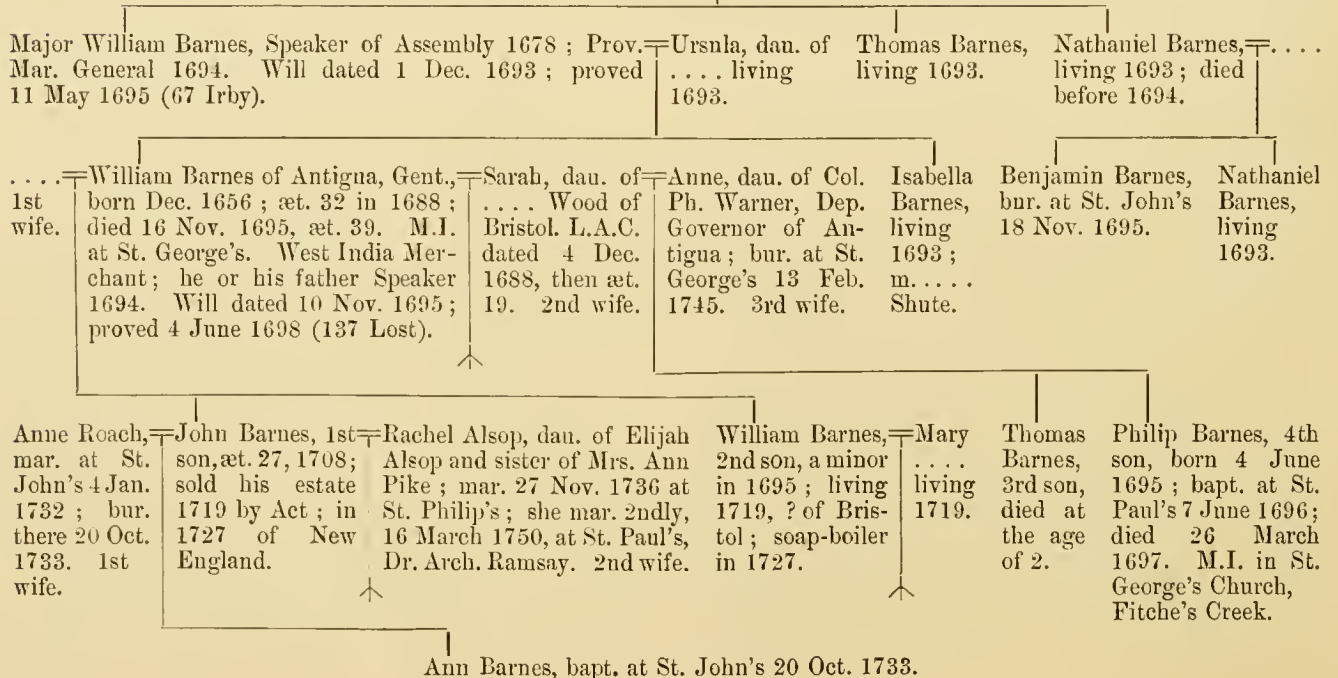 Major William Barnes, Speaker of Assembly 1678 ; Prov.
Mar. General 1694. Will dated 1 Dec. 1693 ; proved
11 May 1695 (67 Irby).
Ursnla, dau. of
.... living
1693.
Thomas Barnes,
living 1693.
Nathaniel Barnes,
living 1693 ; died
before 1694.
....
....
1st
wife.
William Barnes of Antigua, Gent.,
born Dec. 1656 ; æt. 32 in 1688 ;
died 16 Nov. 1695, æt. 39. M.I.
at St. George's. West India Mer-
chant ; he or his father Speaker
1694. Will dated 10 Nov. 1695 ;
proved 4 June 1698 (137 Lost).
Sarah, dau. of
.... Wood of
Bristol. L.A.C.
dated 4 Dec.
1688, then æt.
19. 2nd wife.
Anne, dau. of Col.
Ph. Warner, Dep.
Governor of An-
tigua ; bur. at St.
George's 13 Feb.
1745. 3rd wife.
Isabella
Barnes,
living
1693 ;
m.....
Shute.
Benjamin Barnes,
bur. at St. John's
18 Nov. 1695.
Nathaniel
Barnes,
living
1693.
Anne Roach,
mar. at St.
John's 4 Jan.
1732 ; bur.
there 20 Oct.
1733. 1st
wife.
John Barnes, 1st
son, æt. 27, 1708 ;
sold his estate
1719 by Act ; in
1727 of New
England.
Rachel Alsop, dau. of Elijah
Alsop and sister of Mrs. Ann
Pike ; mar. 27 Nov. 1736 at
St. Philip's ; she mar. 2ndly,
16 March 1750, at St. Paul's,
Dr. Arch. Ramsay. 2nd wife.
William Barnes,
2nd son, a minor
in 1695 ; living
1719, ? of Bris-
tol ; soap-boiler
in 1727.
Mary
....
living
1719.
Thomas
Barnes,
3rd son,
died at
the age
of 2.
Philip Barnes, 4th
son, born 4 June
1695 ; bapt. at St.
Paul's 7 June 1696 ;
died 26 March
1697. M.I. in St.
George's Church,
Fitche's Creek.
Ann Barnes, bapt. at St. John's 20 Oct. 1733.